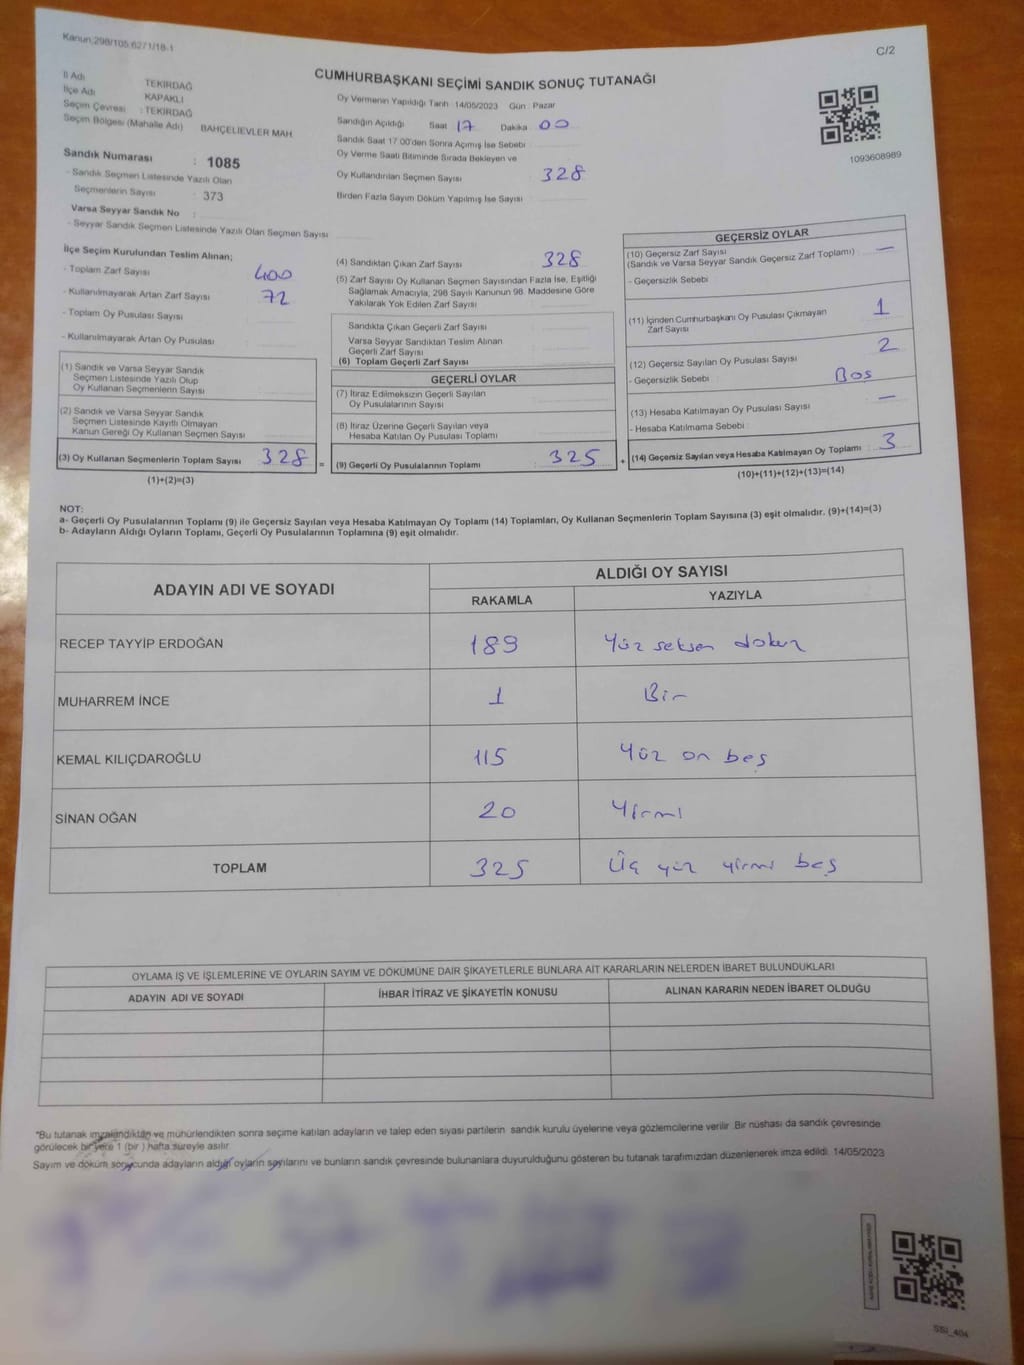 Kanun:298/105,627/1/18-1
C/2
CUMHURBAŞKANI SEÇİMİ SANDIK SONUÇ TUTANAĞI
İl Adı TEKİRDAĞ
İlçe Adı KAPAKLI
Seçim Çevresi : TEKİRDAĞ
Seçim Bölgesi (Mahalle Adı) BAHÇELİEVLER MAH.
Sandık Numarası : 1085
- Sandık Seçmen Listesinde Yazılı Olan
Seçmenlerin Sayısı : 373
Varsa Seyyar Sandık No :
- Seyyar Sandık Seçmen Listesinde Yazılı Olan Seçmen Sayısı
Oy Vermenin Yapıldığı Tarih 14/05/2023 Gün : Pazar
Sandığın Açıldığı Saat 17 Dakika 00
Sandık Saat 17.00'den Sonra Açımış İse Sebebi
Oy Verme Saati Bitiminde Sırada Bekleyen ve
Oy Kullandırılan Seçmen Sayısı 328
Birden Fazla Sayım Döküm Yapılmış İse Sayısı
1093608989
İlçe Seçim Kurulundan Teslim Alınan;
- Toplam Zarf Sayısı 400
- Kullanılmayarak Artan Zarf Sayısı 72
- Toplam Oy Pusulası Sayısı
- Kullanılmayarak Artan Oy Pusulası
(1) Sandık ve Varsa Seyyar Sandık
Seçmen Listesinde Yazılı Olup
Oy Kullanan Seçmenlerin Sayısı
(2) Sandık ve Varsa Seyyar Sandık
Seçmen Listesinde Kayıtlı Olmayan
Kanun Gereği Oy Kullanan Seçmen Sayısı
(3) Oy Kullanan Seçmenlerin Toplam Sayısı 328 =
(1)+(2)=(3)
(4) Sandıktan Çıkan Zarf Sayısı 328
(5) Zarf Sayısı Oy Kullanan Seçmen Sayısından Fazla İse, Eşitliği
Sağlamak Amacıyla, 298 Sayılı Kanunun 98. Maddesine Göre
Yakılarak Yok Edilen Zarf Sayısı
Sandıkta Çıkan Geçerli Zarf Sayısı
Varsa Seyyar Sandıktan Teslim Alınan
Geçerli Zarf Sayısı
(6) Toplam Geçerli Zarf Sayısı
GEÇERLİ OYLAR
(7) İtiraz Edilmeksizin Geçerli Sayılan
Oy Pusulalarının Sayısı
(8) İtiraz Üzerine Geçerli Sayılan veya
Hesaba Katılan Oy Pusulası Toplamı
(9) Geçerli Oy Pusulalarının Toplamı 325 +
GEÇERSİZ OYLAR
(10) Geçersiz Zarf Sayısı —
(Sandık ve Varsa Seyyar Sandık Geçersiz Zarf Toplamı)
- Geçersizlik Sebebi
(11) İçinden Cumhurbaşkanı Oy Pusulası Çıkmayan 1
Zarf Sayısı
(12) Geçersiz Sayılan Oy Pusulası Sayısı 2
- Geçersizlik Sebebi : Bos
(13) Hesaba Katılmayan Oy Pusulası Sayısı —
- Hesaba Katılmama Sebebi
(14) Geçersiz Sayılan veya Hesaba Katılmayan Oy Toplamı 3
(10)+(11)+(12)+(13)=(14)
NOT:
a- Geçerli Oy Pusulalarının Toplamı (9) ile Geçersiz Sayılan veya Hesaba Katılmayan Oy Toplamı (14) Toplamları, Oy Kullanan Seçmenlerin Toplam Sayısına (3) eşit olmalıdır. (9)+(14)=(3)
b- Adayların Aldığı Oyların Toplamı, Geçerli Oy Pusulalarının Toplamına (9) eşit olmalıdır.
ADAYIN ADI VE SOYADI ALDIĞI OY SAYISI
RAKAMLA YAZIYLA
RECEP TAYYİP ERDOĞAN 189 Yüz seksen dokuz
MUHARREM İNCE 1 Bir
KEMAL KILIÇDAROĞLU 115 Yüz on beş
SİNAN OĞAN 20 Yirmi
TOPLAM 325 Üç yüz yirmi beş
OYLAMA İŞ VE İŞLEMLERİNE VE OYLARIN SAYIM VE DÖKÜMÜNE DAİR ŞİKAYETLERLE BUNLARA AİT KARARLARIN NELERDEN İBARET BULUNDUKLARI
ADAYIN ADI VE SOYADI İHBAR İTİRAZ VE ŞİKAYETİN KONUSU ALINAN KARARIN NEDEN İBARET OLDUĞU
*Bu tutanak imzalandıktan ve mühürlendikten sonra seçime katılan adayların ve talep eden siyasi partilerin sandık kurulu üyelerine veya gözlemcilerine verilir. Bir nüshası da sandık çevresinde
görülecek bir yere 1 (bir ) hafta süreyle asılır.
Sayım ve döküm sonucunda adayların aldığı oyların sayılarını ve bunların sandık çevresinde bulunanlara duyurulduğunu gösteren bu tutanak tarafımızdan düzenlenerek imza edildi. 14/05/2023
SSİ_404